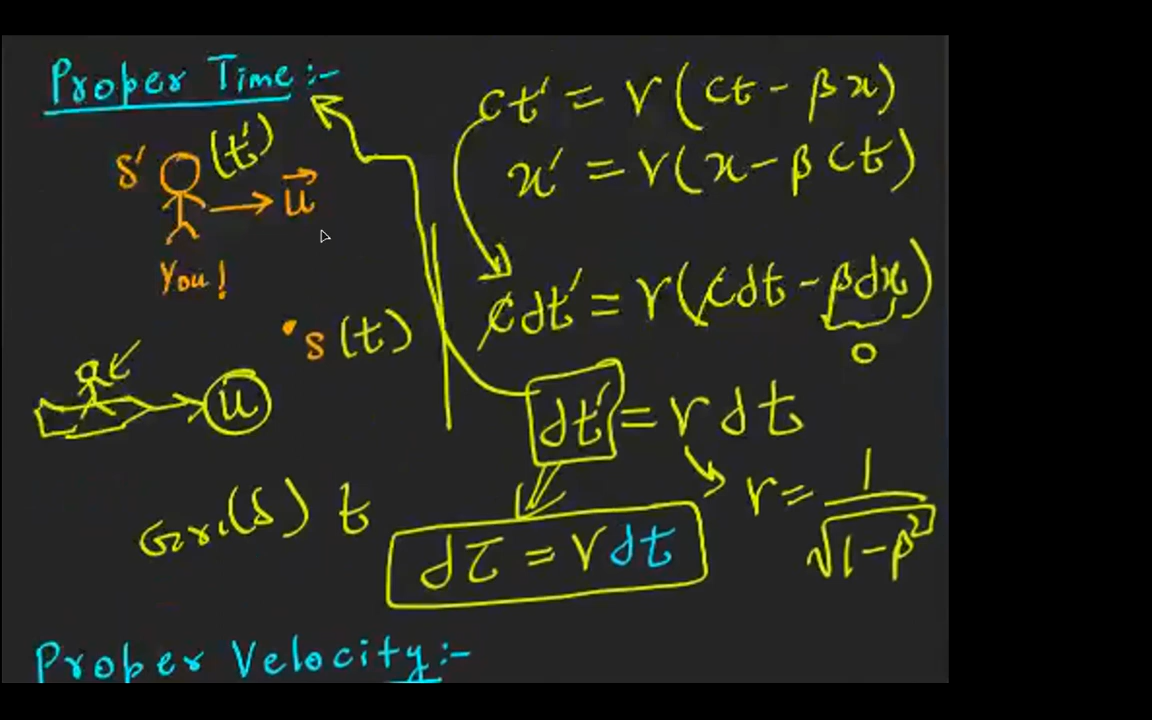 Proper Time:-
S' (t')
u⃗
You!
S (t)
u
Gr.(S) t
ct' = γ(ct - βx)
x' = γ(x - βct)
cdt' = γ(cdt - βdx)
0
dt' = γdt
γ = 1/√(1-β²)
dτ = γdt
Proper Velocity:-